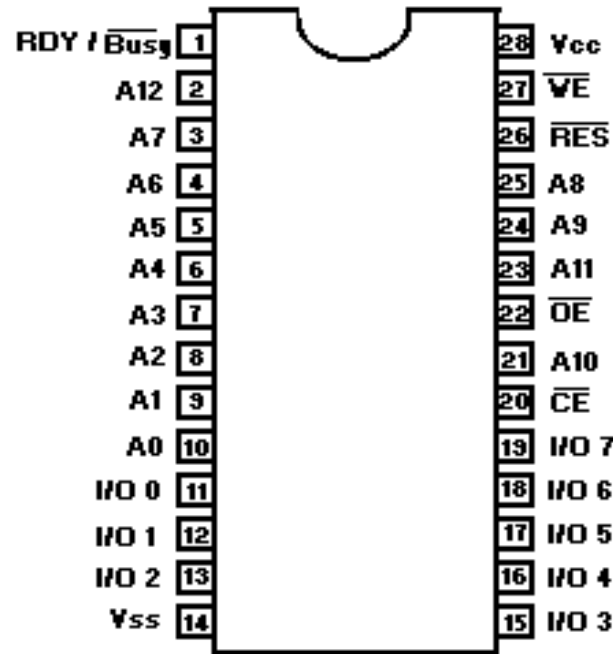 RDY / Busy 1 28 Vcc
A12 2 27 WE
A7 3 26 RES
A6 4 25 A8
A5 5 24 A9
A4 6 23 A11
A3 7 22 OE
A2 8 21 A10
A1 9 20 CE
A0 10 19 I/O 7
I/O 0 11 18 I/O 6
I/O 1 12 17 I/O 5
I/O 2 13 16 I/O 4
Vss 14 15 I/O 3